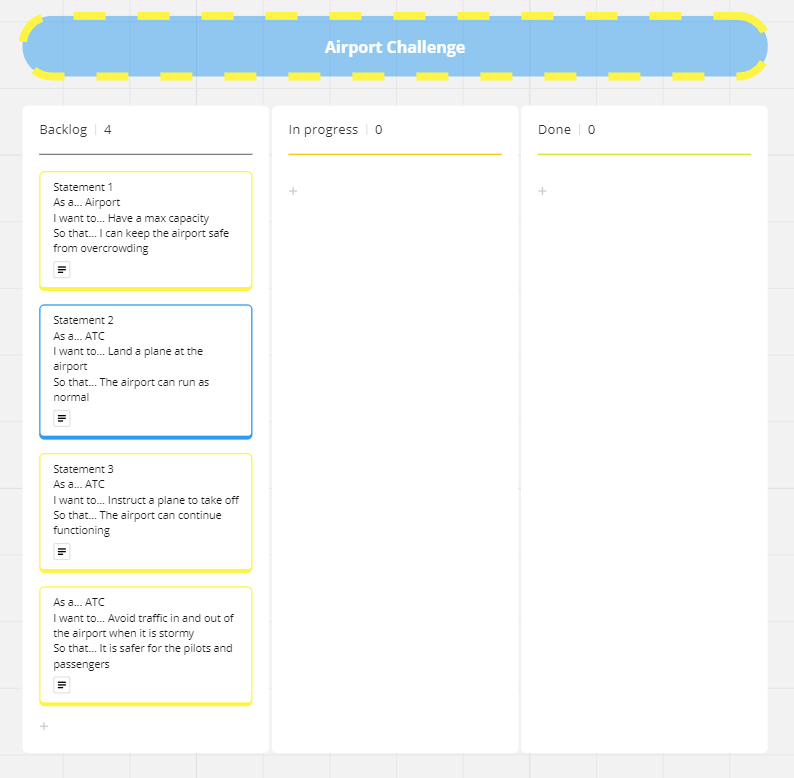 Airport Challenge
Backlog | 4
In progress | 0
Done | 0
Statement 1
As a... Airport
I want to... Have a max capacity
So that... I can keep the airport safe
from overcrowding
Statement 2
As a... ATC
I want to... Land a plane at the
airport
So that... The airport can run as
normal
Statement 3
As a... ATC
I want to... Instruct a plane to take off
So that... The airport can continue
functioning
As a... ATC
I want to... Avoid traffic in and out of
the airport when it is stormy
So that... It is safer for the pilots and
passengers